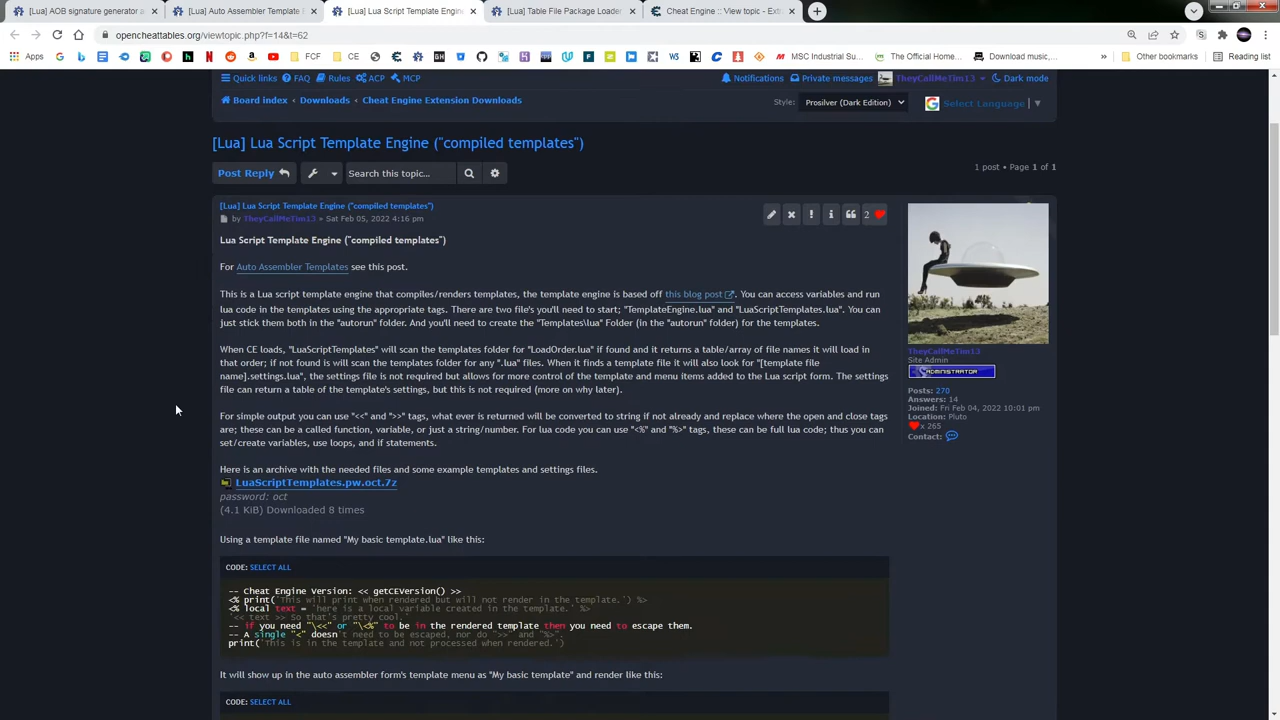 [Lua] AOB signature generator a
[Lua] Auto Assembler Template
[Lua] Lua Script Template Engine
[Lua] Table File Package Loader
Cheat Engine :: View topic - Extr
opencheattables.org/viewtopic.php?f=14&t=62
Apps
FCF
CE
MSC Industrial Su...
The Official Home...
Download music,...
Other bookmarks
Reading list
Quick links FAQ Rules ACP MCP
Notifications Private messages TheyCallMeTim13 Dark mode
Board index Downloads Cheat Engine Extension Downloads
Style: Prosilver (Dark Edition)
Select Language
[Lua] Lua Script Template Engine ("compiled templates")
Post Reply
Search this topic...
1 post • Page 1 of 1
[Lua] Lua Script Template Engine ("compiled templates")
by TheyCallMeTim13 » Sat Feb 05, 2022 4:16 pm
2
Lua Script Template Engine ("compiled templates")
For Auto Assembler Templates see this post.
This is a Lua script template engine that compiles/renders templates, the template engine is based off this blog post. You can access variables and run
lua code in the templates using the appropriate tags. There are two file's you'll need to start; "TemplateEngine.lua" and "LuaScriptTemplates.lua". You can
just stick them both in the "autorun" folder. And you'll need to create the "Templates\lua" Folder (in the "autorun" folder) for the templates.
When CE loads, "LuaScriptTemplates" will scan the templates folder for "LoadOrder.lua" if found and it returns a table/array of file names it will load in
that order; if not found is will scan the templates folder for any "*.lua" files. When it finds a template file it will also look for "[template file
name].settings.lua", the settings file is not required but allows for more control of the template and menu items added to the Lua script form. The settings
file can return a table of the template's settings, but this is not required (more on why later).
For simple output you can use "<<" and ">>" tags, what ever is returned will be converted to string if not already and replace where the open and close tags
are; these can be a called function, variable, or just a string/number. For lua code you can use "<%" and "%>" tags, these can be full lua code; thus you can
set/create variables, use loops, and if statements.
Here is an archive with the needed files and some example templates and settings files.
LuaScriptTemplates.pw.oct.7z
password: oct
(4.1 KiB) Downloaded 8 times
Using a template file named "My basic template.lua" like this:
CODE: SELECT ALL
-- Cheat Engine Version: << getCEVersion() >>
<% print('This will print when rendered but will not render in the template.') %>
<% local text = 'here is a local variable created in the template.' %>
'<< text >> So that's pretty cool.'
-- if you need "\<<" or "\<%" to be in the rendered template then you need to escape them.
-- A single "<" doesn't need to be escaped, nor do ">>" and "%>".
print('This is in the template and not processed when rendered.')
It will show up in the auto assembler form's template menu as "My basic template" and render like this:
CODE: SELECT ALL
TheyCallMeTim13
Site Admin
ADMINISTRATOR
Posts: 270
Answers: 14
Joined: Fri Feb 04, 2022 10:01 pm
Location: Pluto
x 265
Contact: